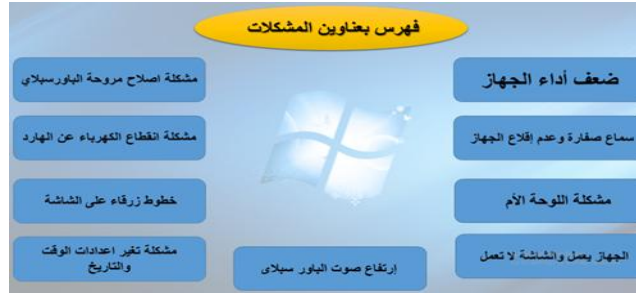 فهرس بعناوين المشكلات
ضعف أداء الجهاز
مشكلة اصلاح مروحة الباورسبلاي
سماع صفارة وعدم إقلاع الجهاز
مشكلة انقطاع الكهرباء عن الهارد
مشكلة اللوحة الأم
خطوط زرقاء على الشاشة
الجهاز يعمل والشاشة لا تعمل
مشكلة تغير اعدادات الوقت
والتاريخ
إرتفاع صوت الباور سبلاى